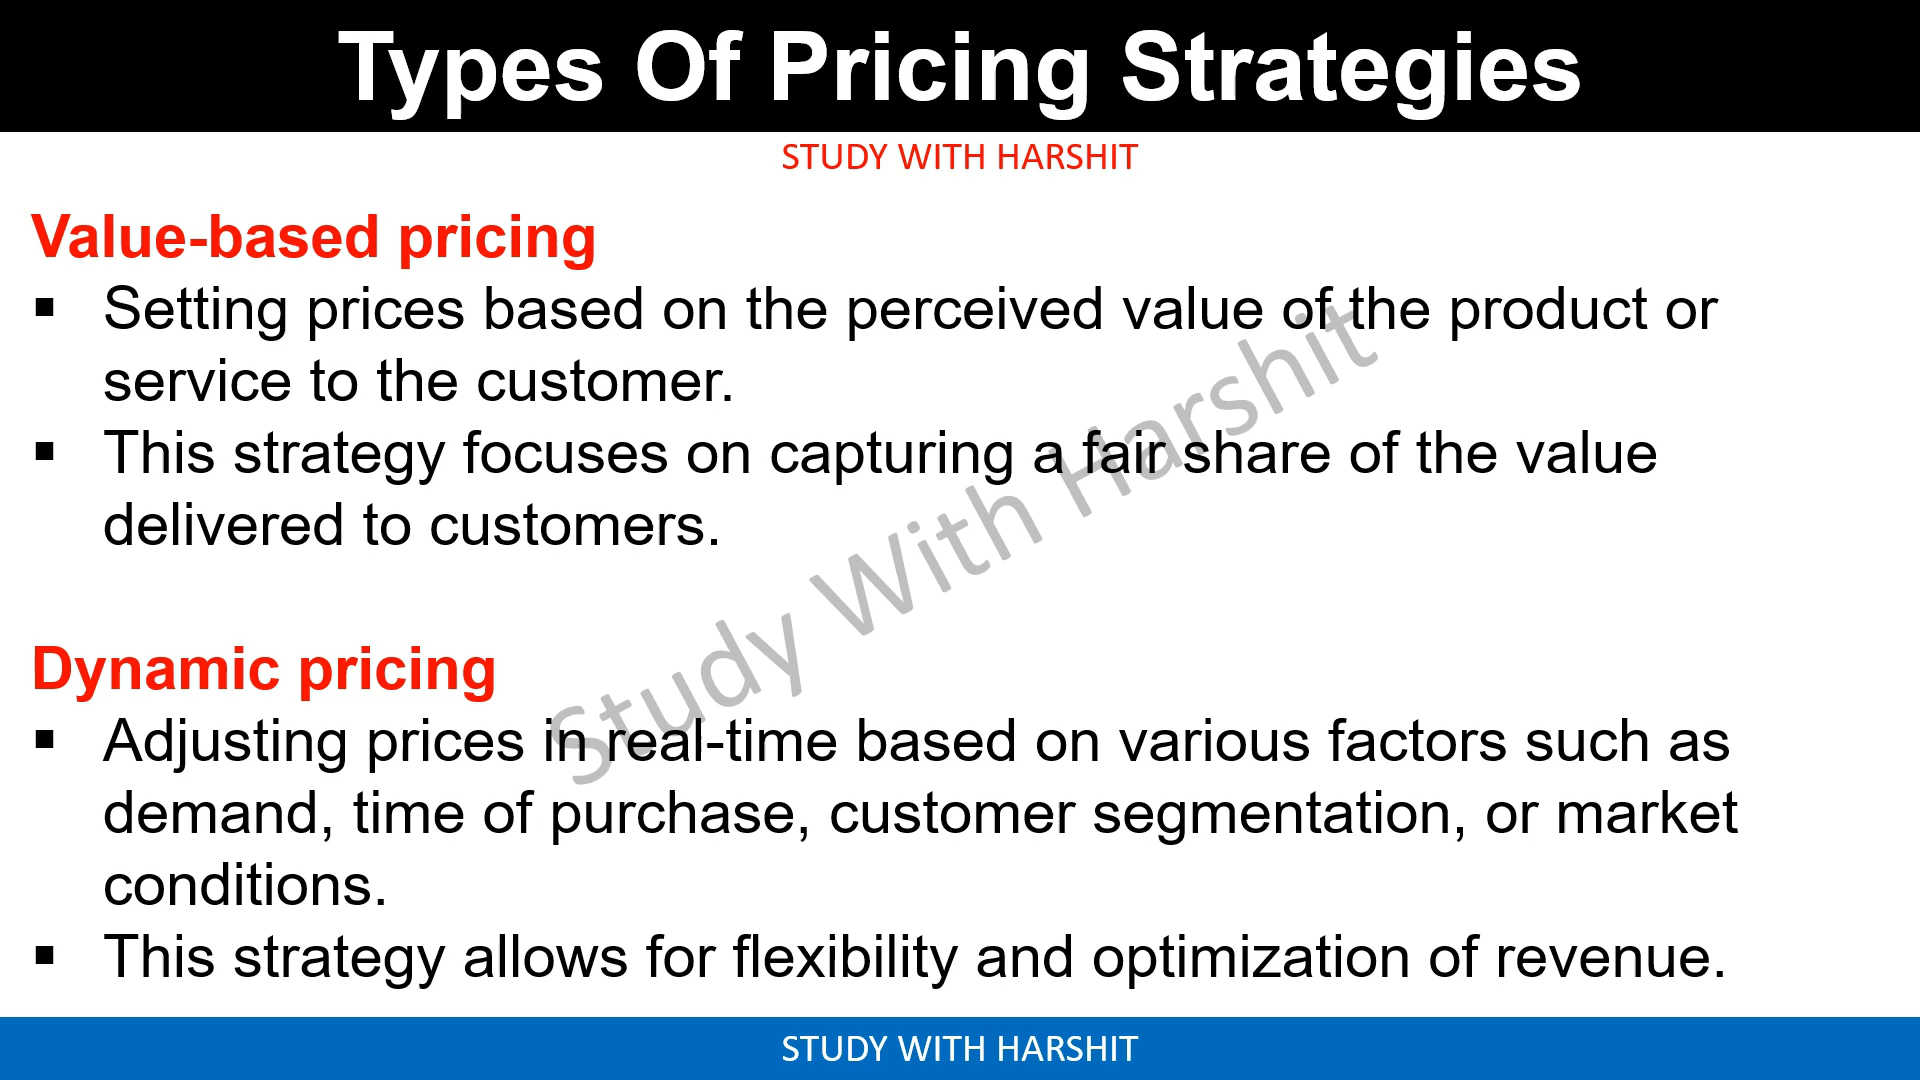 Types Of Pricing Strategies
STUDY WITH HARSHIT
Value-based pricing
▪ Setting prices based on the perceived value of the product or
service to the customer.
▪ This strategy focuses on capturing a fair share of the value
delivered to customers.
Study With Harshit
Dynamic pricing
▪ Adjusting prices in real-time based on various factors such as
demand, time of purchase, customer segmentation, or market
conditions.
▪ This strategy allows for flexibility and optimization of revenue.
STUDY WITH HARSHIT